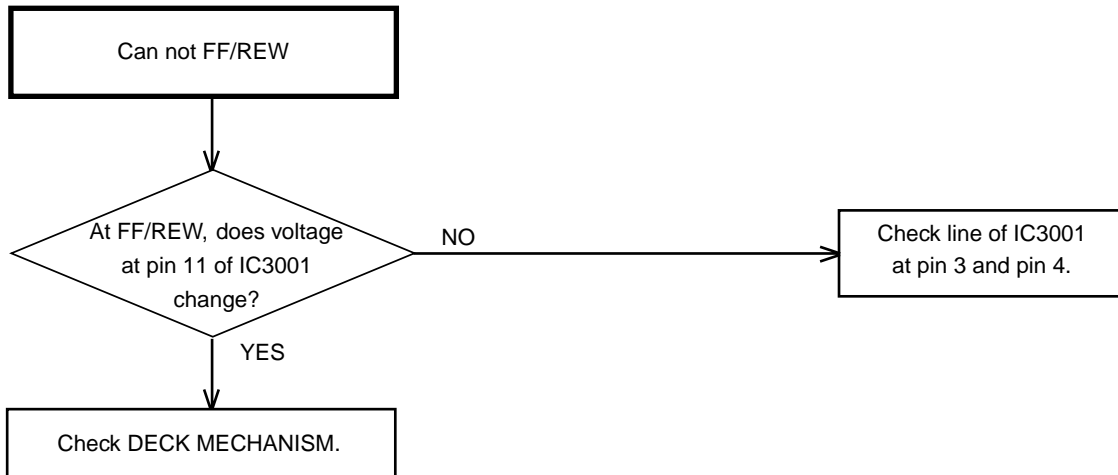 Can not FF/REW
At FF/REW, does voltage
at pin 11 of IC3001
change?
NO
Check line of IC3001
at pin 3 and pin 4.
YES
Check DECK MECHANISM.